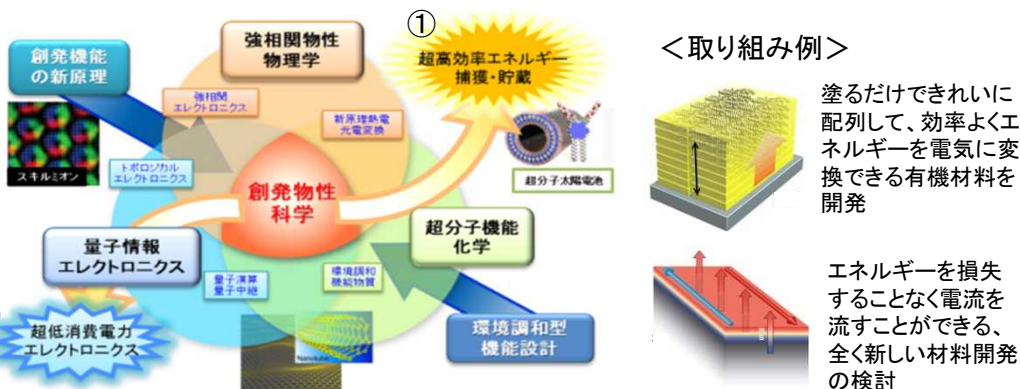 ①
創発機能
の新原理
強相関物性
物理学
超高効率エネルギー
捕獲・貯蔵
強相関
エレクトロニクス
新原理熱電
光電変換
スキルミオン
トポロジカル
エレクトロニクス
創発物性
科学
超分子太陽電池
量子情報
エレクトロニクス
超分子機能
化学
量子演算
量子中継
環境調和
機能物質
超低消費電力
エレクトロニクス
Nanotube
環境調和型
機能設計
<取り組み例>
塗るだけできれいに
配列して、効率よくエ
ネルギーを電気に変
換できる有機材料を
開発
エネルギーを損失
することなく電流を
流すことができる、
全く新しい材料開発
の検討